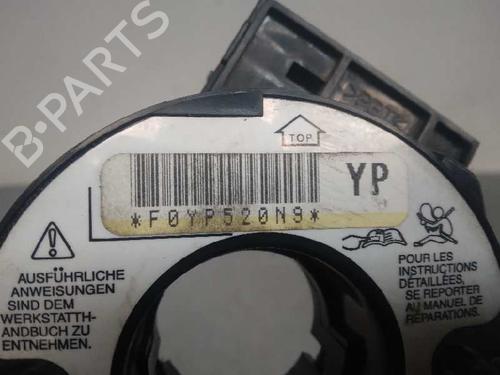 B-PARTS
TOP
YP
*F0YP520N9*
AUSFÜHRLICHE
ANWEISUNGEN
SIND DEM
WERKSTATTH-
ANDBUCH ZU
ENTNEHMEN.
POUR LES
INSTRUCTIONS
DÉTAILLÉES,
SE REPORTER
AU MANUEL DE
RÉPARATIONS.